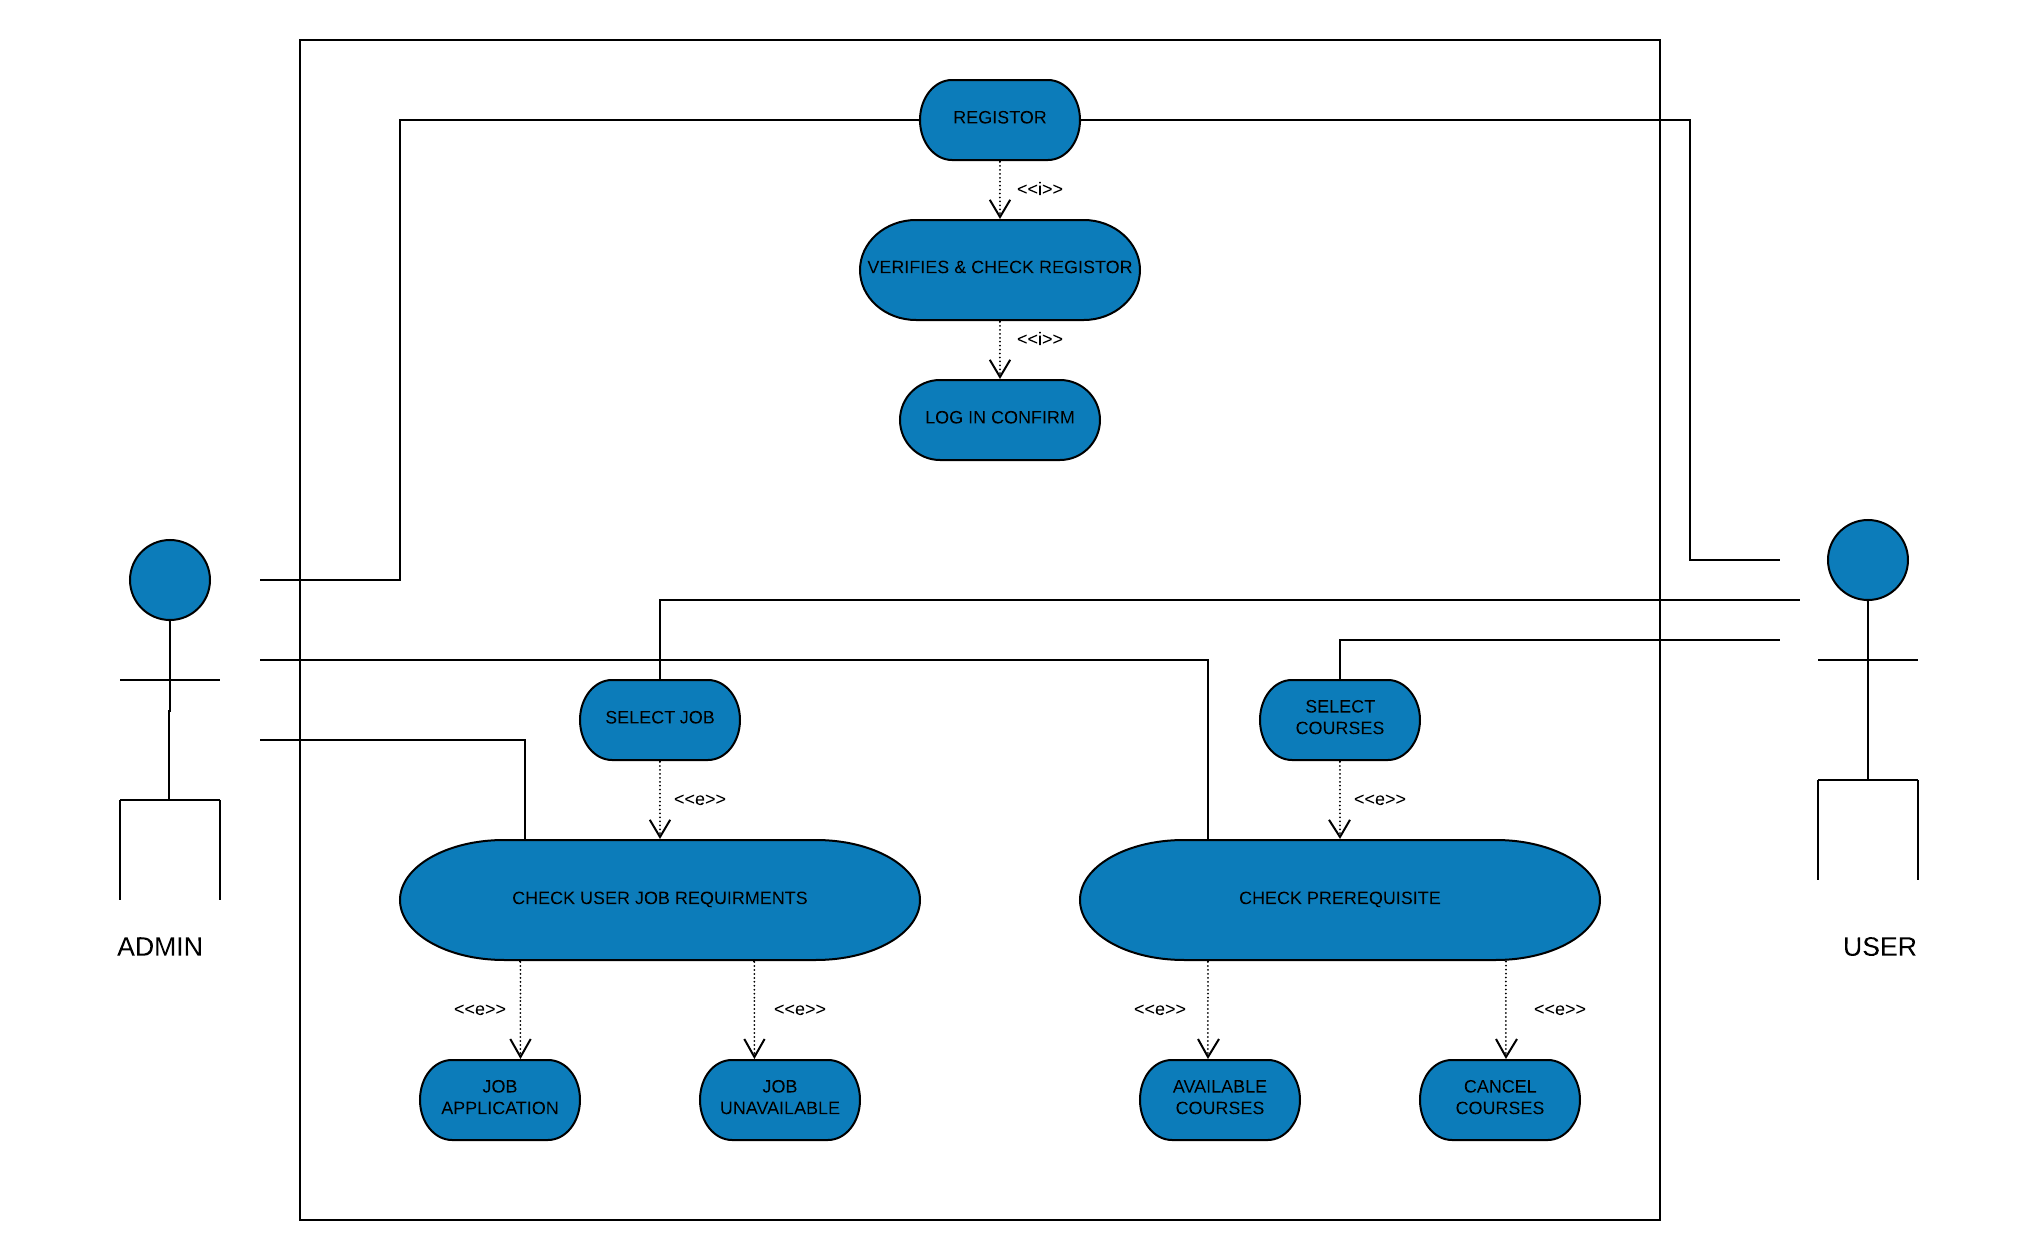 REGISTOR
<<i>>
VERIFIES & CHECK REGISTOR
<<i>>
LOG IN CONFIRM
SELECT JOB
SELECT
COURSES
<<e>>
<<e>>
CHECK USER JOB REQUIRMENTS
CHECK PREREQUISITE
ADMIN
USER
<<e>>
<<e>>
<<e>>
<<e>>
JOB
APPLICATION
JOB
UNAVAILABLE
AVAILABLE
COURSES
CANCEL
COURSES